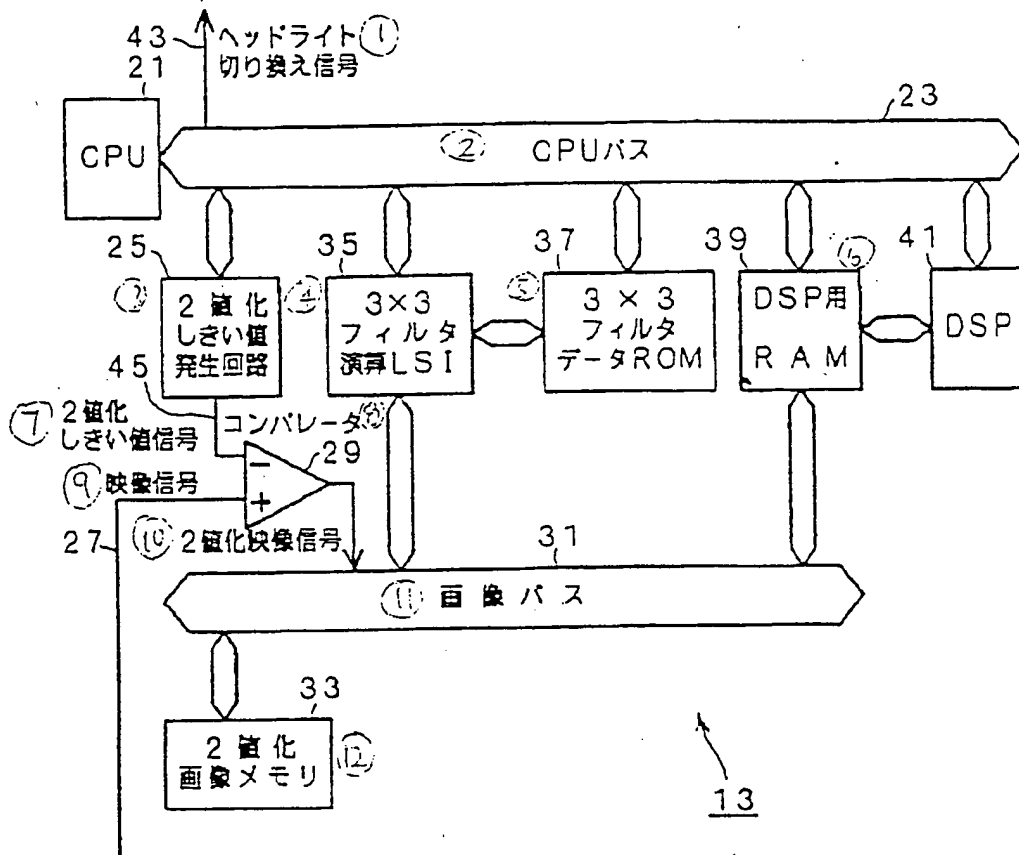 43
ヘッドライト ①
切り換え信号
21
CPU
23
② CPUバス
25
③
2値化
しきい値
発生回路
35
④
3×3
フィルタ
演算LSI
37
⑤
3×3
フィルタ
データROM
39
⑥
DSP用
RAM
41
DSP
45
⑦ 2値化
しきい値信号
コンパレータ ⑧
29
−
+
⑨ 映像信号
27
⑩ 2値化映像信号
31
⑪ 画像バス
33
2値化
画像メモリ
⑫
13